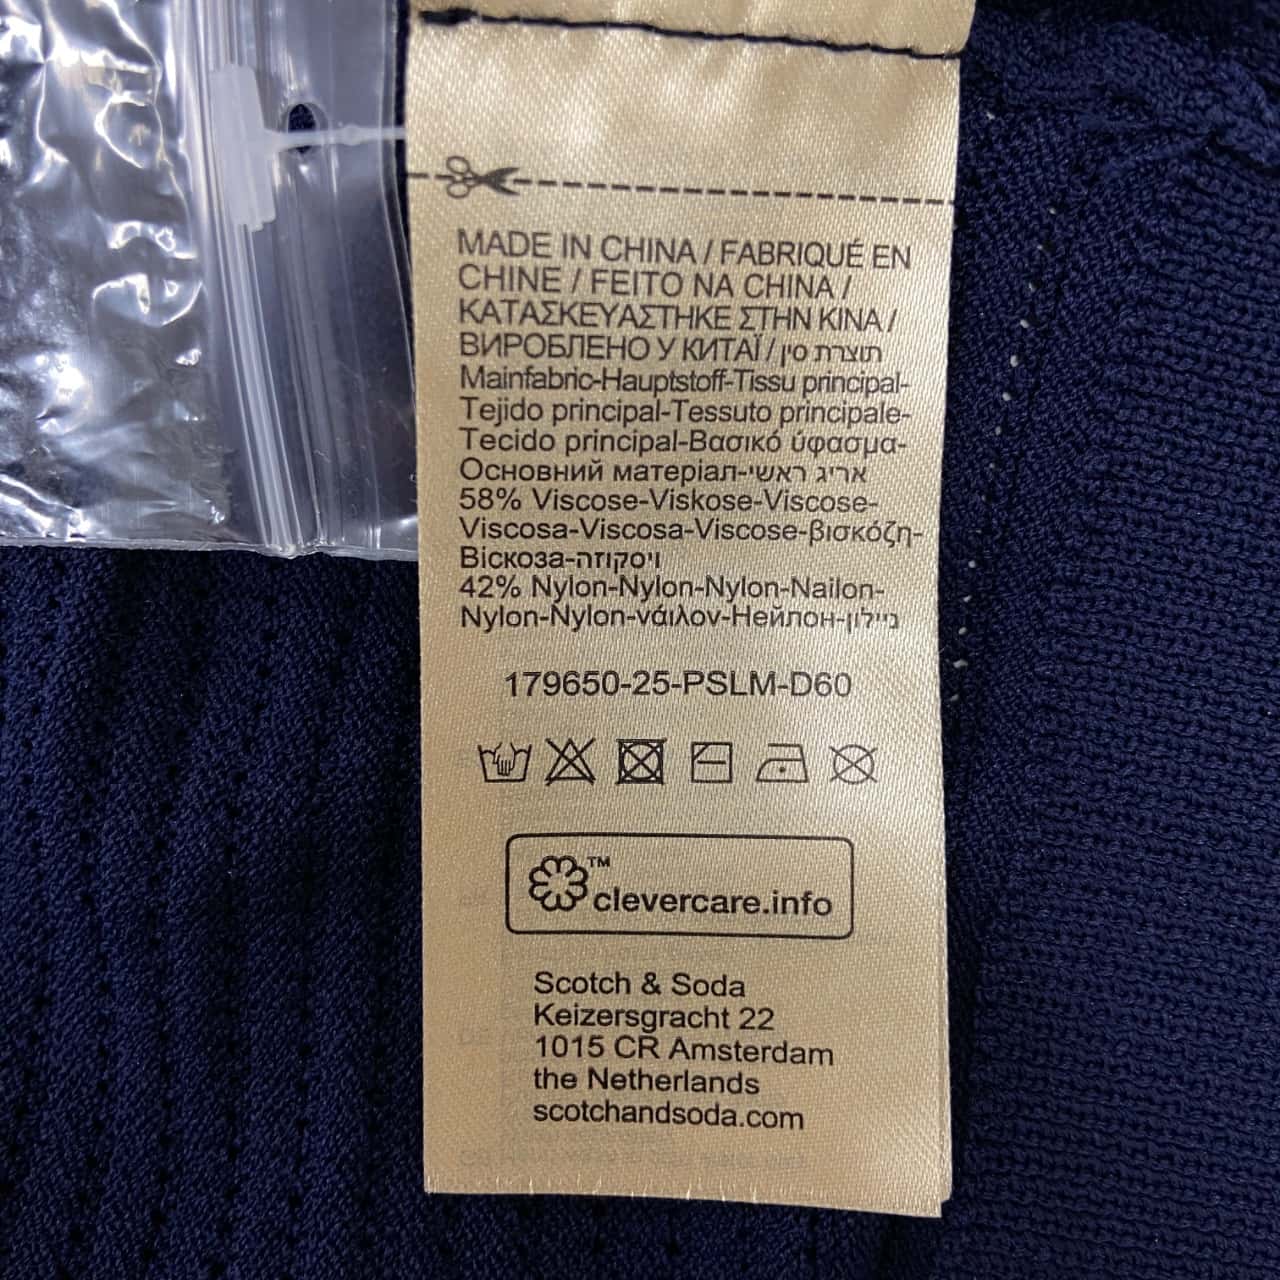 MADE IN CHINA / FABRIQUÉ EN
CHINE / FEITO NA CHINA /
ΚΑΤΑΣΚΕΥΑΣΤΗΚΕ ΣΤΗΝ ΚΙΝΑ /
ВИРОБЛЕНО У КИТАЇ / תוצרת סין
Mainfabric-Hauptstoff-Tissu principal-
Tejido principal-Tessuto principale-
Tecido principal-Βασικό ύφασμα-
Основний матеріал-אריג ראשי
58% Viscose-Viskose-Viscose-
Viscosa-Viscosa-Viscose-βισκόζη-
Віскоза-ויסקוזה
42% Nylon-Nylon-Nylon-Nailon-
Nylon-Nylon-νάιλον-Нейлон-ניילון
179650-25-PSLM-D60
™
clevercare.info
Scotch & Soda
Keizersgracht 22
1015 CR Amsterdam
the Netherlands
scotchandsoda.com